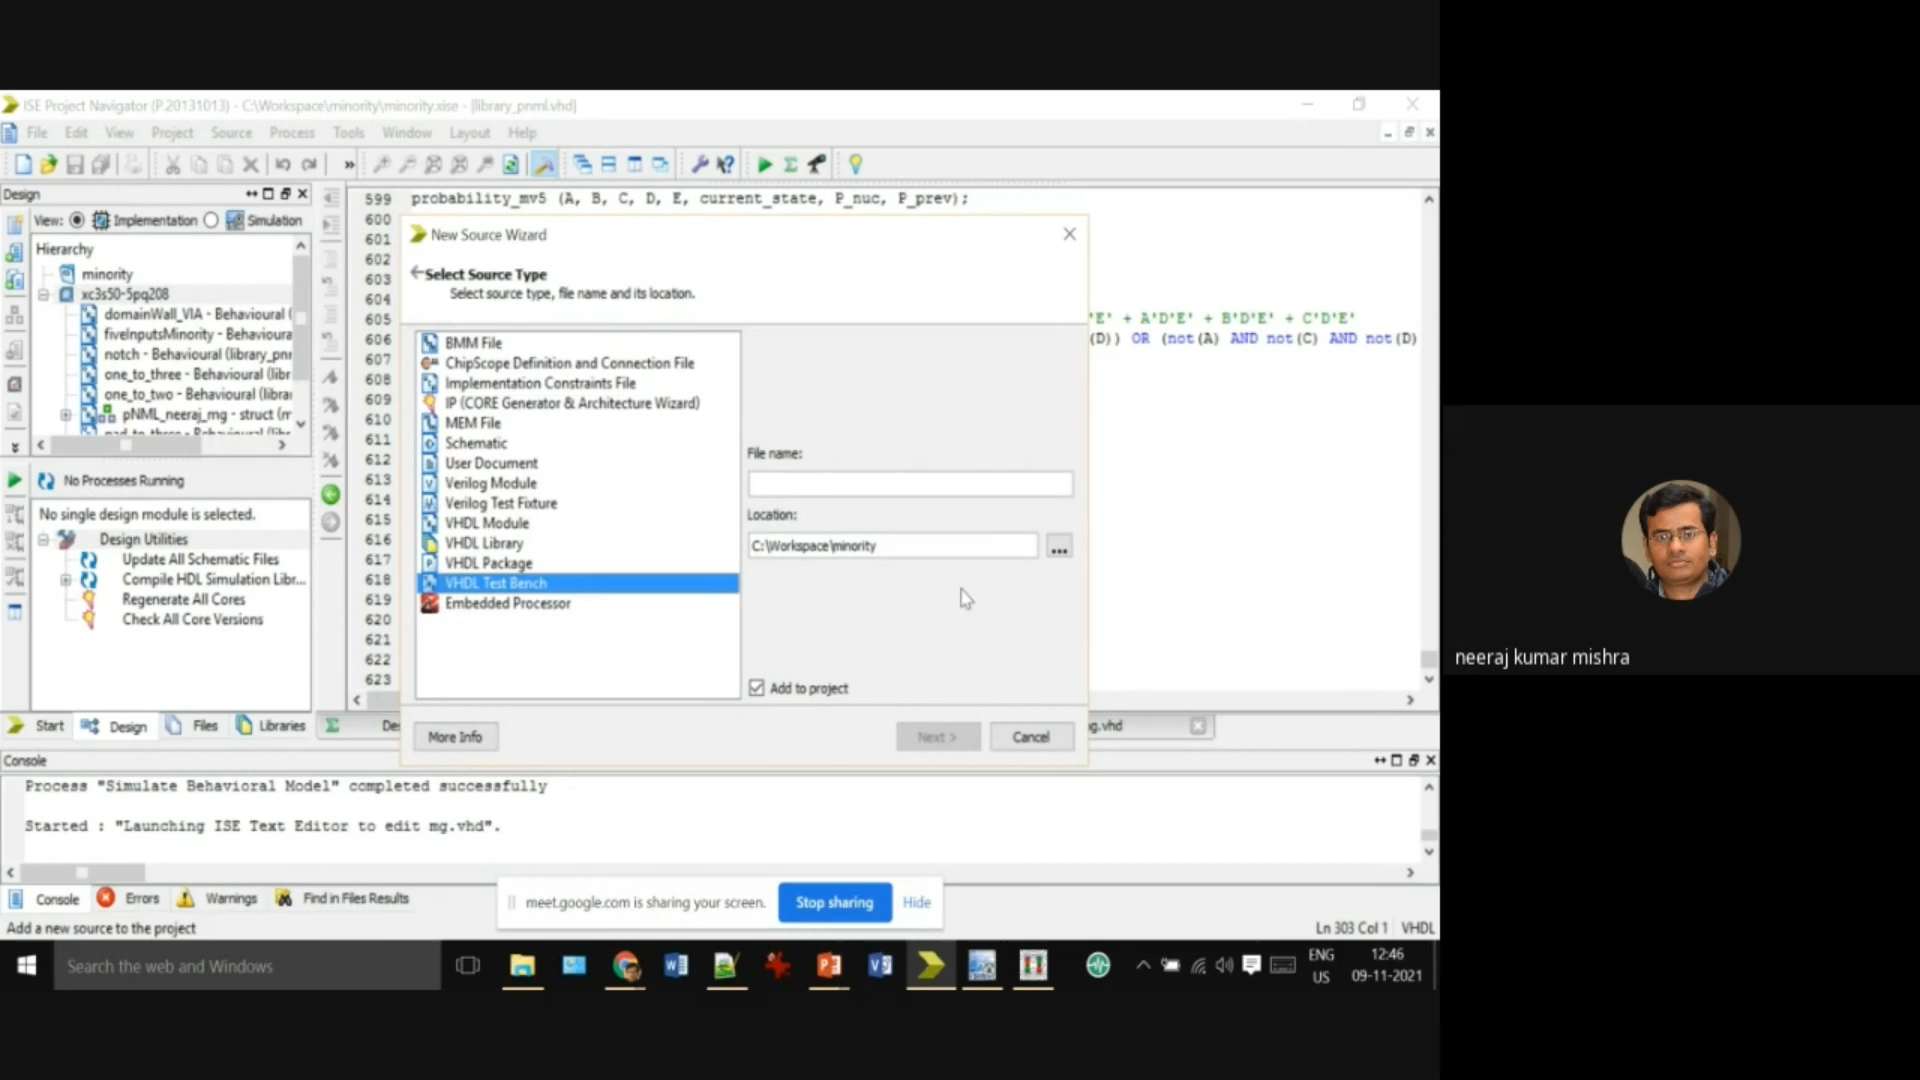 ISE Project Navigator (P.20131013) - C:\Workspace\minority\minority.xise - [library_pnml.vhd]
File Edit View Project Source Process Tools Window Layout Help
Design
View: Implementation Simulation
Hierarchy
minority
xc3s50-5pq208
domainWall_VIA - Behavioural (
fiveInputsMinority - Behavioura
notch - Behavioural (library_pnr
one_to_three - Behavioural (libr
one_to_two - Behavioural (librai
pNML_neeraj_mg - struct (m
No Processes Running
No single design module is selected.
Design Utilities
Update All Schematic Files
Compile HDL Simulation Libr...
Regenerate All Cores
Check All Core Versions
Start Design Files Libraries
599 probability_mv5 (A, B, C, D, E, current_state, P_nuc, P_prev);
600
601
602
603
604
605 'E' + A'D'E' + B'D'E' + C'D'E'
606 (D)) OR (not(A) AND not(C) AND not(D)
607
608
609
610
611
612
613
614
615
616
617
618
619
620
621
622
623
New Source Wizard
Select Source Type
Select source type, file name and its location.
BMM File
ChipScope Definition and Connection File
Implementation Constraints File
IP (CORE Generator & Architecture Wizard)
MEM File
Schematic
User Document
Verilog Module
Verilog Test Fixture
VHDL Module
VHDL Library
VHDL Package
VHDL Test Bench
Embedded Processor
File name:
Location:
C:\Workspace\minority
...
Add to project
More Info
Next >
Cancel
De
g.vhd
Console
Process "Simulate Behavioral Model" completed successfully
Started : "Launching ISE Text Editor to edit mg.vhd".
Console Errors Warnings Find in Files Results
meet.google.com is sharing your screen. Stop sharing Hide
Add a new source to the project
Ln 303 Col 1 VHDL
Search the web and Windows
ENG
US
12:46
09-11-2021
neeraj kumar mishra